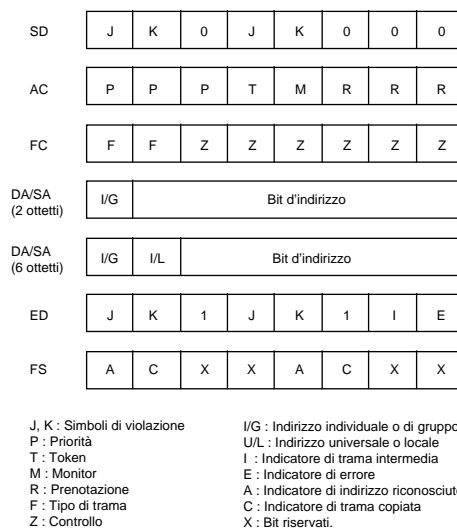 SD J K 0 J K 0 0 0
AC P P P T M R R R
FC F F Z Z Z Z Z Z
DA/SA
(2 ottetti) I/G Bit d'indirizzo
DA/SA
(6 ottetti) I/G I/L Bit d'indirizzo
ED J K 1 J K 1 I E
FS A C X X A C X X
J, K : Simboli di violazione
P : Priorità
T : Token
M : Monitor
R : Prenotazione
F : Tipo di trama
Z : Controllo
I/G : Indirizzo individuale o di gruppo
U/L : Indirizzo universale o locale
I : Indicatore di trama intermedia
E : Indicatore di errore
A : Indicatore di indirizzo riconosciuto
C : Indicatore di trama copiata
X : Bit riservati.